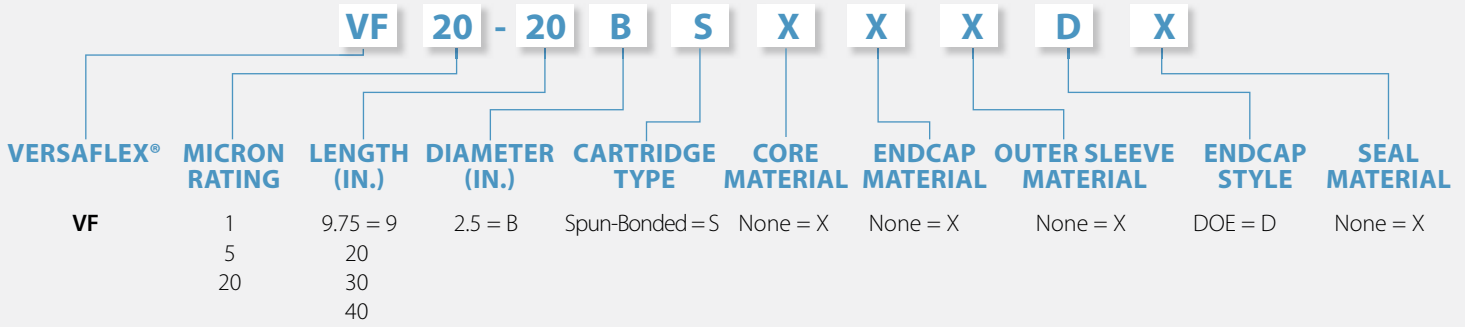 VF 20 - 20 B S X X X D X
VERSAFLEX® MICRON LENGTH DIAMETER CARTRIDGE CORE ENDCAP OUTER SLEEVE ENDCAP SEAL
RATING (IN.) (IN.) TYPE MATERIAL MATERIAL MATERIAL STYLE MATERIAL
VF 1 9.75 = 9 2.5 = B Spun-Bonded = S None = X None = X None = X DOE = D None = X
5 20
20 30
40